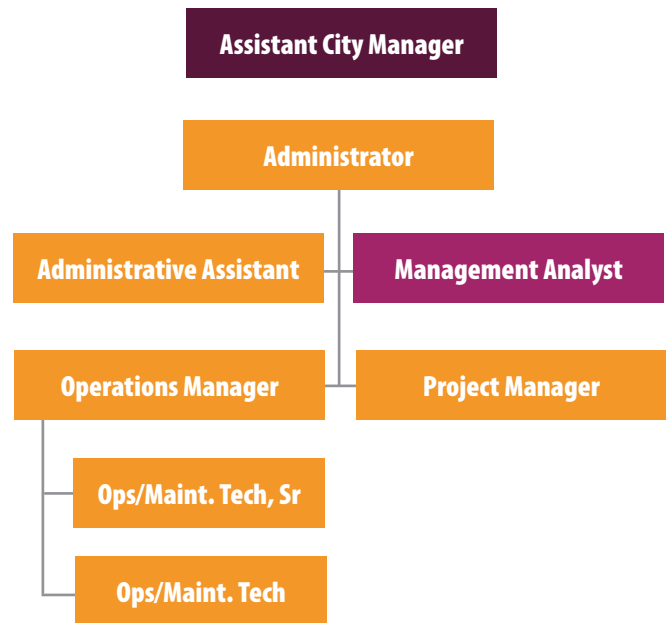 Assistant City Manager
Administrator
Administrative Assistant
Management Analyst
Operations Manager
Project Manager
Ops/Maint. Tech, Sr
Ops/Maint. Tech